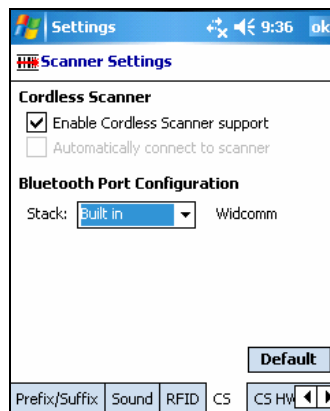 Settings 9:36 ok
Scanner Settings
Cordless Scanner
Enable Cordless Scanner support
Automatically connect to scanner
Bluetooth Port Configuration
Stack: Built in Widcomm
Default
Prefix/Suffix Sound RFID CS CS HW